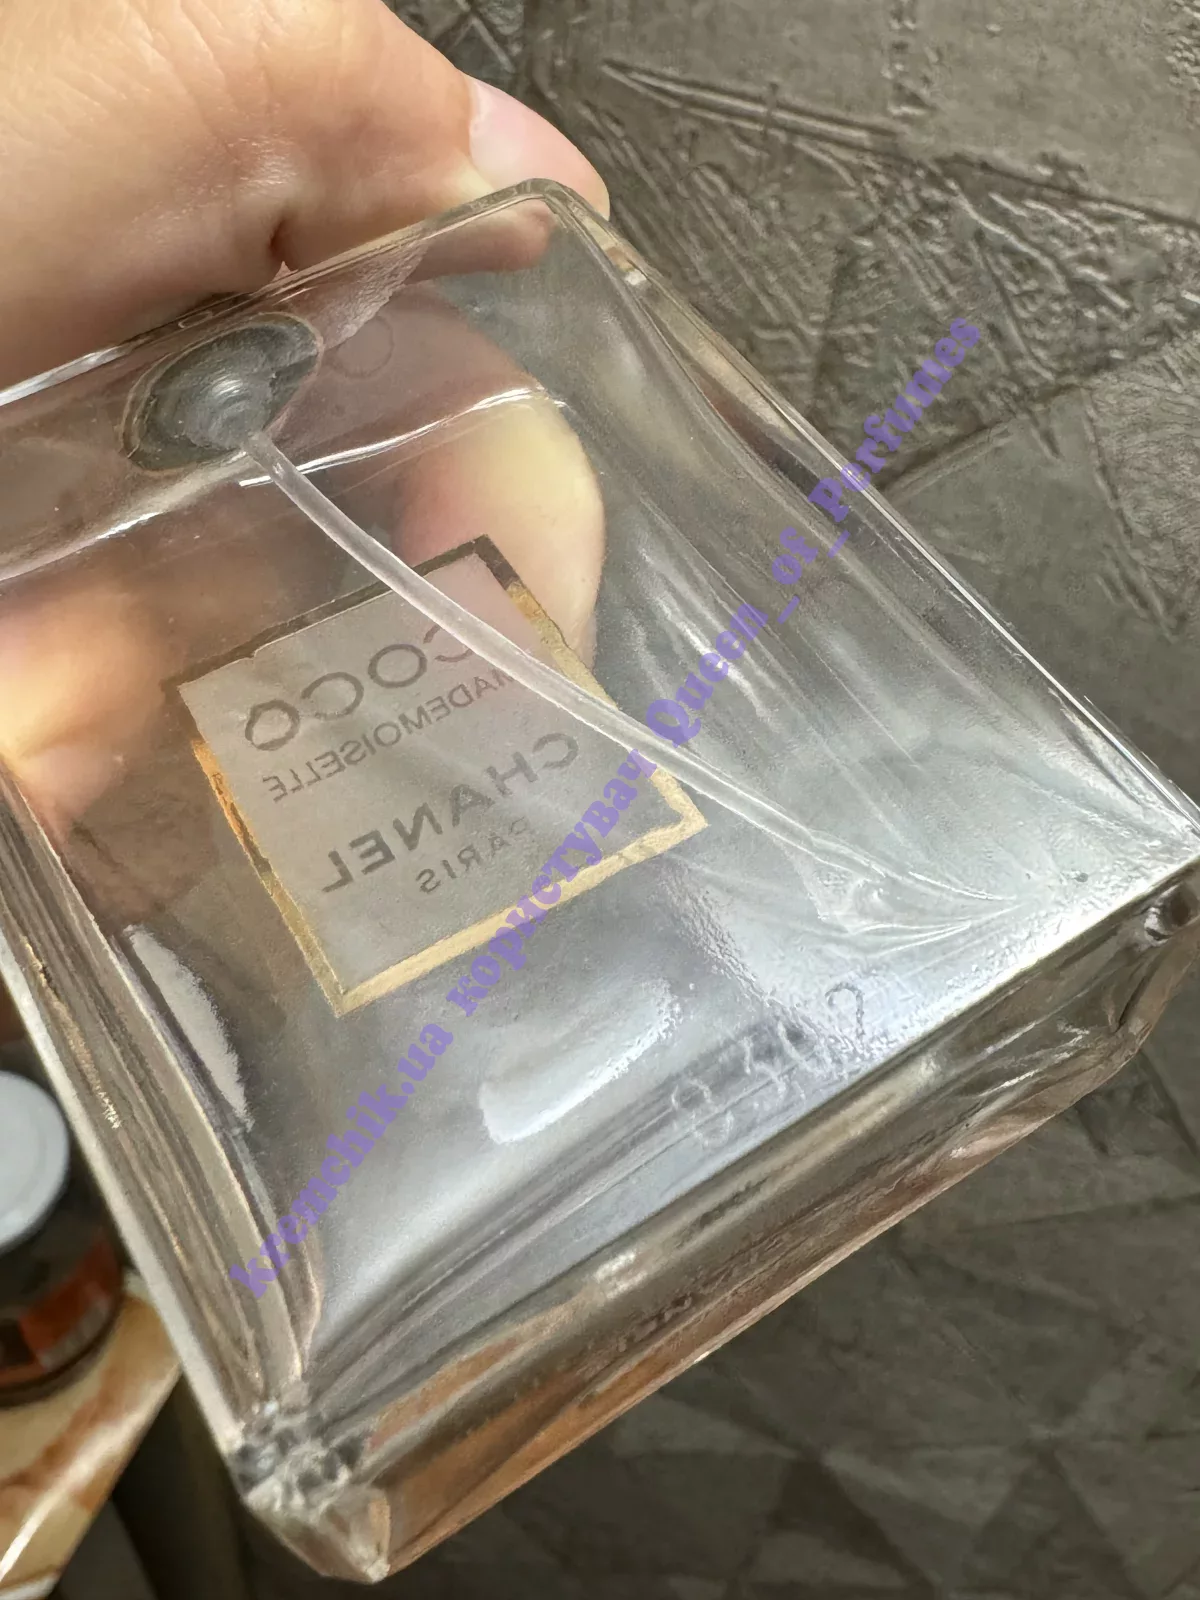 COCO
MADEMOISELLE
CHANEL
PARIS
kremchik.ua користувач Queen_of_Perfumes